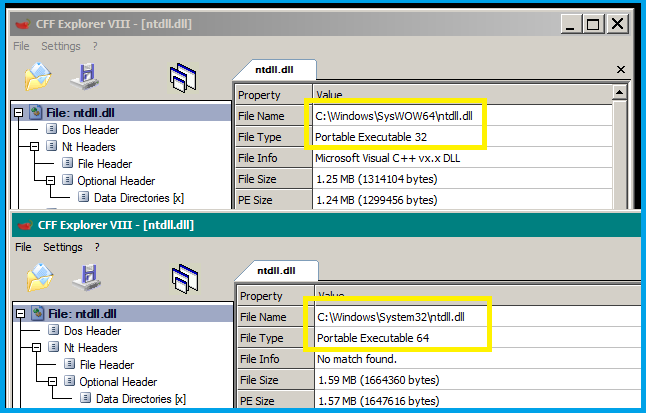 CFF Explorer VIII - [ntdll.dll]
File Settings ?
ntdll.dll
File: ntdll.dll
Dos Header
Nt Headers
File Header
Optional Header
Data Directories [x]
Property Value
File Name C:\Windows\SysWOW64\ntdll.dll
File Type Portable Executable 32
File Info Microsoft Visual C++ vx.x DLL
File Size 1.25 MB (1314104 bytes)
PE Size 1.24 MB (1299456 bytes)
CFF Explorer VIII - [ntdll.dll]
File Settings ?
ntdll.dll
File: ntdll.dll
Dos Header
Nt Headers
File Header
Optional Header
Data Directories [x]
Property Value
File Name C:\Windows\System32\ntdll.dll
File Type Portable Executable 64
File Info No match found.
File Size 1.59 MB (1664360 bytes)
PE Size 1.57 MB (1647616 bytes)